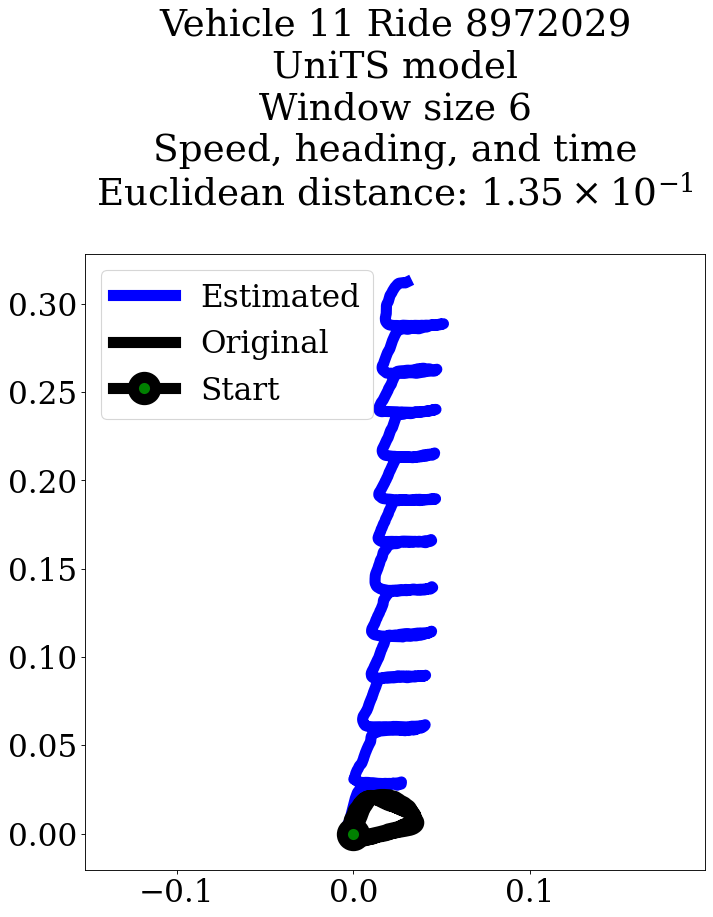 Vehicle 11 Ride 8972029
UniTS model
Window size 6
Speed, heading, and time
Euclidean distance: 1.35 × 10⁻¹
Estimated
Original
Start
0.30
0.25
0.20
0.15
0.10
0.05
0.00
−0.1 0.0 0.1